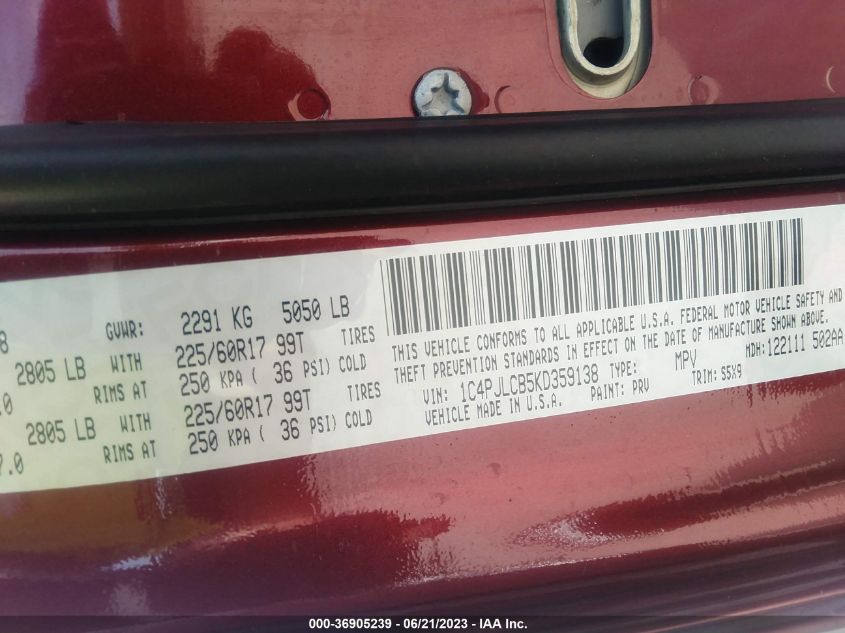 8 GVWR: 2291 KG 5050 LB
2805 LB WITH 225/60R17 99T TIRES
.0 RIMS AT 250 KPA ( 36 PSI) COLD
2805 LB WITH 225/60R17 99T TIRES
7.0 RIMS AT 250 KPA ( 36 PSI) COLD
THIS VEHICLE CONFORMS TO ALL APPLICABLE U.S.A. FEDERAL MOTOR VEHICLE SAFETY AND
THEFT PREVENTION STANDARDS IN EFFECT ON THE DATE OF MANUFACTURE SHOWN ABOVE.
MDH: 122111 502AA
VIN: 1C4PJLCB5KD359138 TYPE: MPV
VEHICLE MADE IN U.S.A. PAINT: PRV TRIM: S5X9
000-36905239 - 06/21/2023 - IAA Inc.